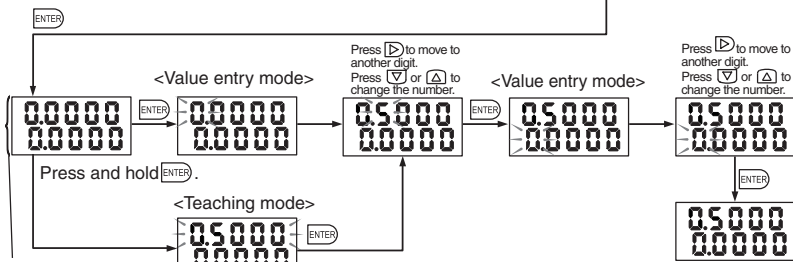 ENTER
Press ▷ to move to
another digit.
Press ▽ or △ to
change the number.
Press ▷ to move to
another digit.
Press ▽ or △ to
change the number.
<Value entry mode>
<Value entry mode>
0.0000
0.0000
ENTER
0.0000
0.0000
0.5000
0.0000
ENTER
0.5000
0.0000
0.5000
0.0000
Press and hold ENTER .
ENTER
<Teaching mode>
0.5000
0.0000
ENTER
0.5000
0.0000